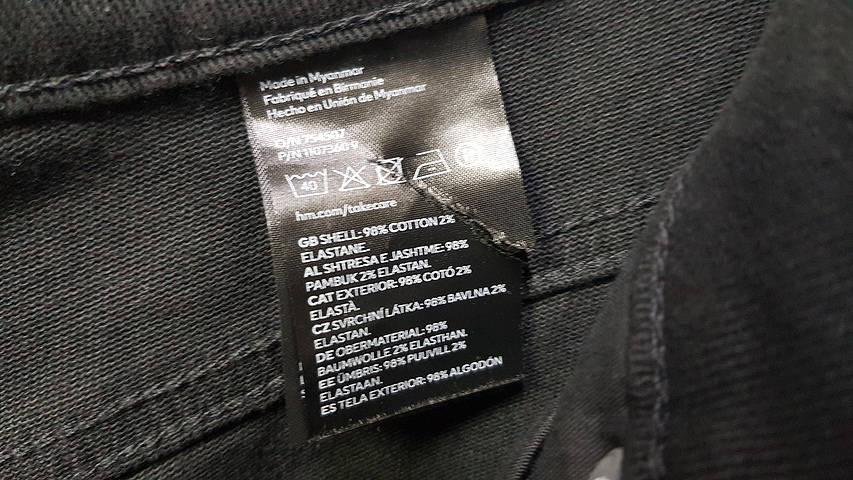 Made in Myanmar
Fabriqué en Birmanie
Hecho en Unión de Myanmar
O/N 754507
P/N 1107360 9
40
hm.com/takecare
GB SHELL: 98% COTTON 2%
ELASTANE.
AL SHTRESA E JASHTME: 98%
PAMBUK 2% ELASTAN.
CAT EXTERIOR: 98% COTÓ 2%
ELASTÀ.
CZ SVRCHNÍ LÁTKA: 98% BAVLNA 2%
ELASTAN.
DE OBERMATERIAL: 98%
BAUMWOLLE 2% ELASTHAN.
EE ÜMBRIS: 98% PUUVILL 2%
ELASTAAN.
ES TELA EXTERIOR: 98% ALGODÓN